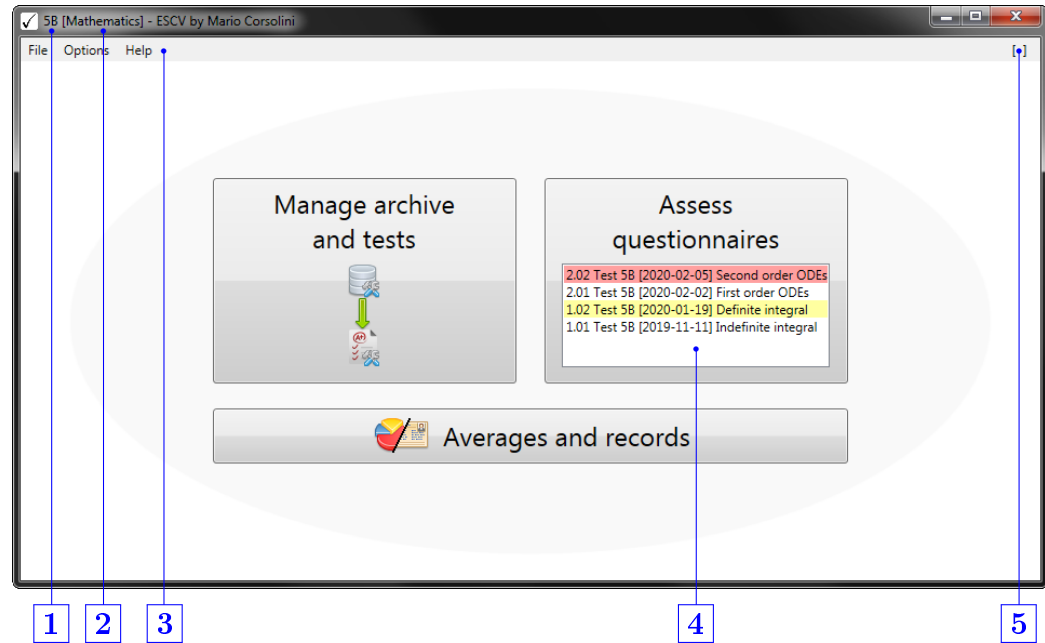 5B [Mathematics] - ESCV by Mario Corsolini
File Options Help [•]
Manage archive
and tests
Assess
questionnaires
2.02 Test 5B [2020-02-05] Second order ODEs
2.01 Test 5B [2020-02-02] First order ODEs
1.02 Test 5B [2020-01-19] Definite integral
1.01 Test 5B [2019-11-11] Indefinite integral
A+
Averages and records
1 2 3 4 5